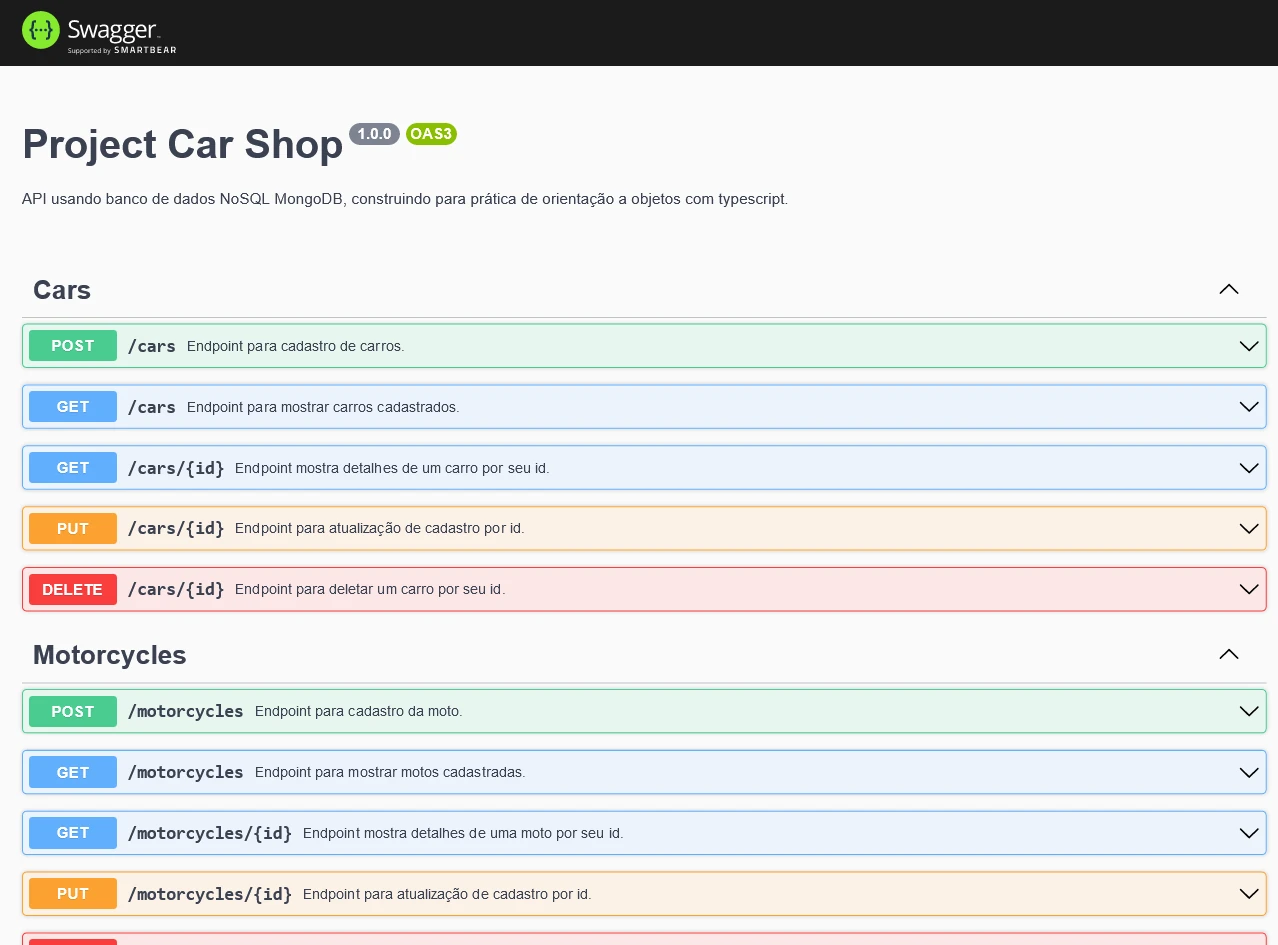 Swagger
Supported by SMARTBEAR
Project Car Shop 1.0.0 OAS3
API usando banco de dados NoSQL MongoDB, construindo para prática de orientação a objetos com typescript.
Cars
POST /cars Endpoint para cadastro de carros.
GET /cars Endpoint para mostrar carros cadastrados.
GET /cars/{id} Endpoint mostra detalhes de um carro por seu id.
PUT /cars/{id} Endpoint para atualização de cadastro por id.
DELETE /cars/{id} Endpoint para deletar um carro por seu id.
Motorcycles
POST /motorcycles Endpoint para cadastro da moto.
GET /motorcycles Endpoint para mostrar motos cadastradas.
GET /motorcycles/{id} Endpoint mostra detalhes de uma moto por seu id.
PUT /motorcycles/{id} Endpoint para atualização de cadastro por id.